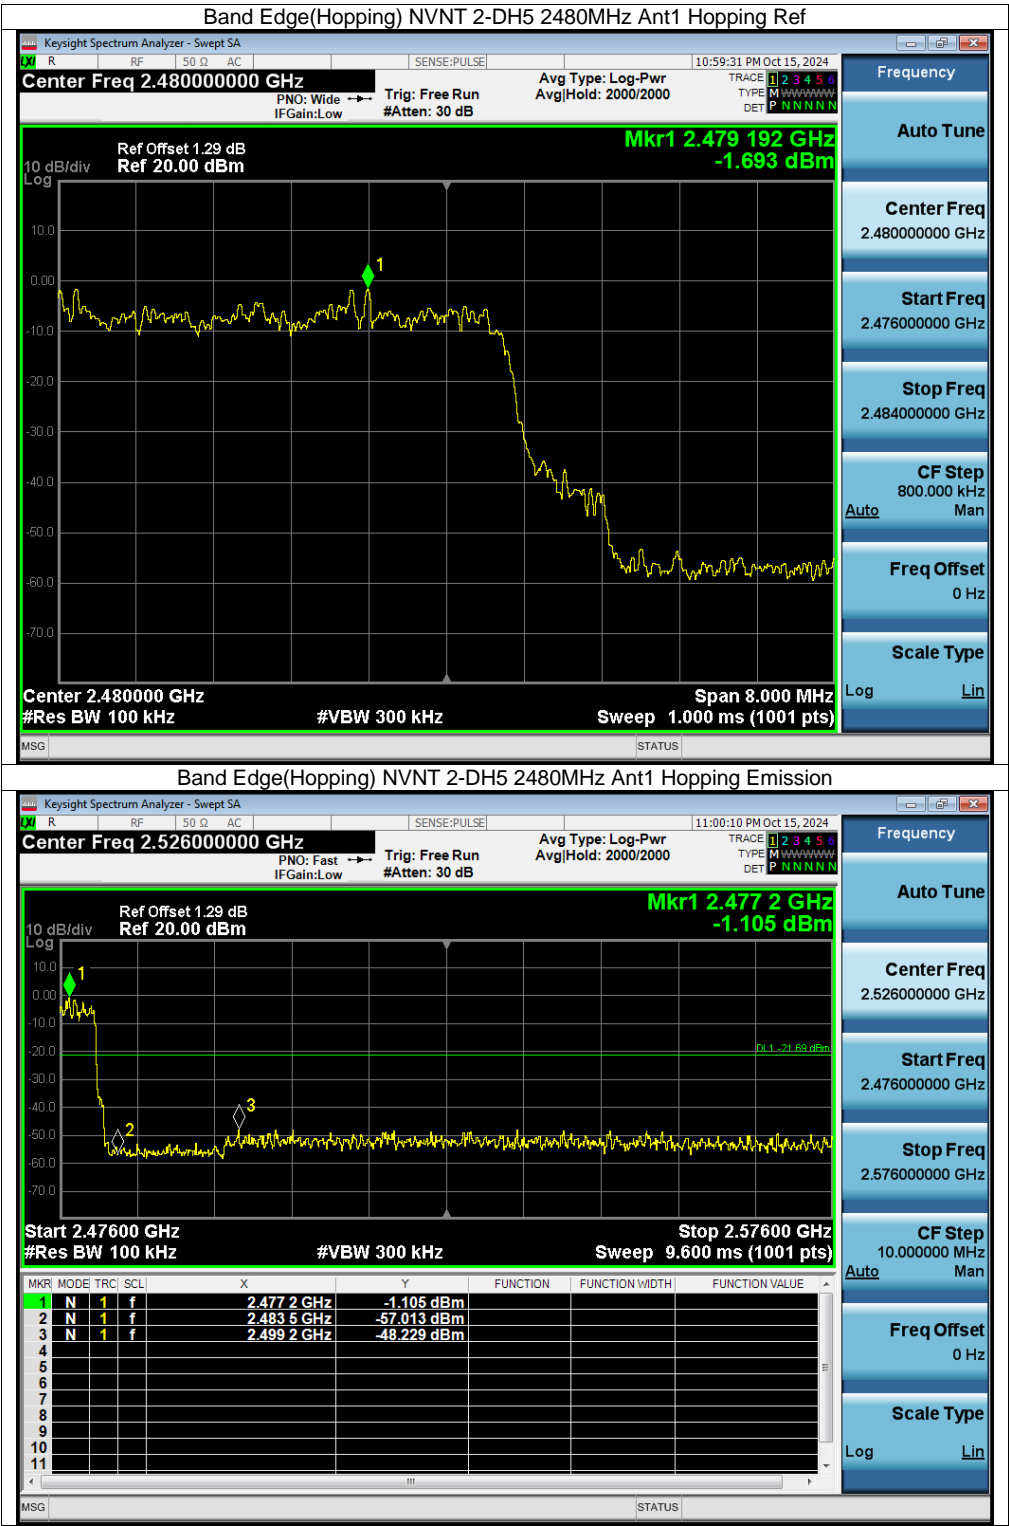 Band Edge(Hopping) NVNT 2-DH5 2480MHz Ant1 Hopping Ref
Keysight Spectrum Analyzer - Swept SA
LXI R RF 50 Ω AC SENSE:PULSE 10:59:31 PM Oct 15, 2024
Center Freq 2.480000000 GHz
PNO: Wide
IFGain:Low
Trig: Free Run
#Atten: 30 dB
Avg Type: Log-Pwr
Avg|Hold: 2000/2000
TRACE 1 2 3 4 5 6
TYPE M WWWWW
DET P N N N N N
Mkr1 2.479 192 GHz
-1.693 dBm
Ref Offset 1.29 dB
10 dB/div Ref 20.00 dBm
Log
1
10.0
0.00
-10.0
-20.0
-30.0
-40.0
-50.0
-60.0
-70.0
Center 2.480000 GHz Span 8.000 MHz
#Res BW 100 kHz #VBW 300 kHz Sweep 1.000 ms (1001 pts)
MSG STATUS
Frequency
Auto Tune
Center Freq
2.480000000 GHz
Start Freq
2.476000000 GHz
Stop Freq
2.484000000 GHz
CF Step
800.000 kHz
Auto Man
Freq Offset
0 Hz
Scale Type
Log Lin
Band Edge(Hopping) NVNT 2-DH5 2480MHz Ant1 Hopping Emission
Keysight Spectrum Analyzer - Swept SA
LXI R RF 50 Ω AC SENSE:PULSE 11:00:10 PM Oct 15, 2024
Center Freq 2.526000000 GHz
PNO: Fast
IFGain:Low
Trig: Free Run
#Atten: 30 dB
Avg Type: Log-Pwr
Avg|Hold: 2000/2000
TRACE 1 2 3 4 5 6
TYPE M WWWWW
DET P N N N N N
Mkr1 2.477 2 GHz
-1.105 dBm
Ref Offset 1.29 dB
10 dB/div Ref 20.00 dBm
Log
10.0
0.00
-10.0
-20.0
-30.0
-40.0
-50.0
-60.0
-70.0
1
2
3
DL1 -21.69 dBm
Start 2.47600 GHz Stop 2.57600 GHz
#Res BW 100 kHz #VBW 300 kHz Sweep 9.600 ms (1001 pts)
MKR MODE TRC SCL X Y FUNCTION FUNCTION WIDTH FUNCTION VALUE
1 N 1 f 2.477 2 GHz -1.105 dBm
2 N 1 f 2.483 5 GHz -57.013 dBm
3 N 1 f 2.499 2 GHz -48.229 dBm
4
5
6
7
8
9
10
11
MSG STATUS
Frequency
Auto Tune
Center Freq
2.526000000 GHz
Start Freq
2.476000000 GHz
Stop Freq
2.576000000 GHz
CF Step
10.000000 MHz
Auto Man
Freq Offset
0 Hz
Scale Type
Log Lin